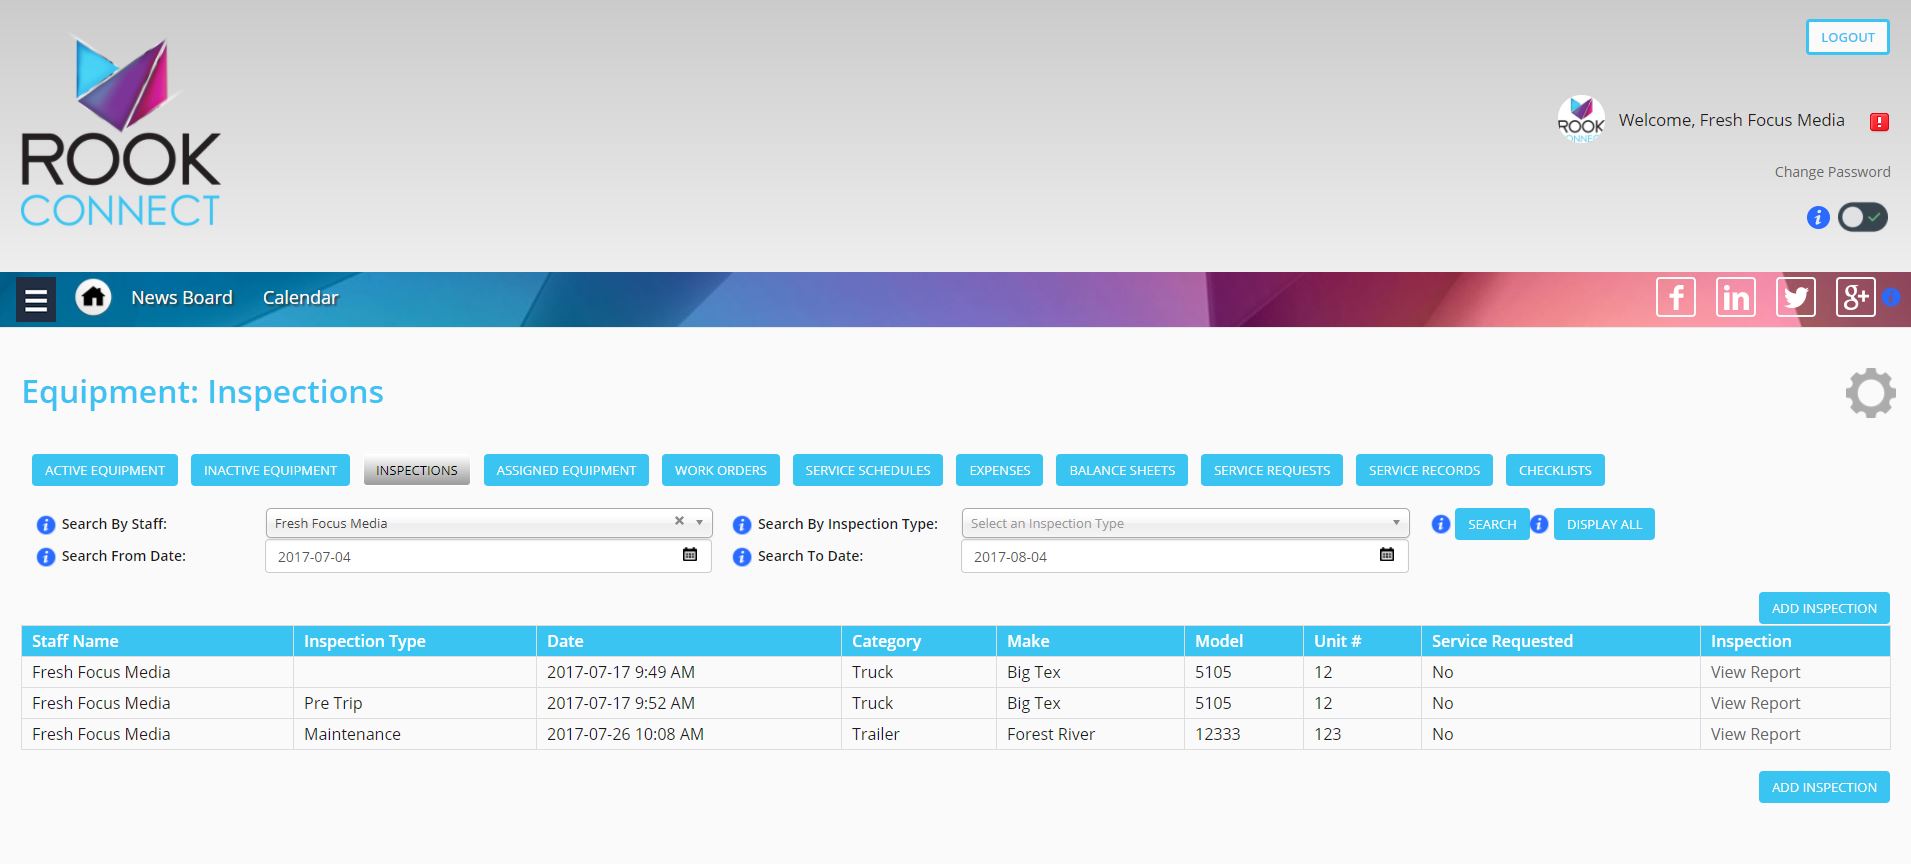 LOGOUT
ROOK
CONNECT
ROOK
CONNECT
Welcome, Fresh Focus Media
Change Password
News Board Calendar
Equipment: Inspections
ACTIVE EQUIPMENT INACTIVE EQUIPMENT INSPECTIONS ASSIGNED EQUIPMENT WORK ORDERS SERVICE SCHEDULES EXPENSES BALANCE SHEETS SERVICE REQUESTS SERVICE RECORDS CHECKLISTS
Search By Staff: Fresh Focus Media Search By Inspection Type: Select an Inspection Type SEARCH DISPLAY ALL
Search From Date: 2017-07-04 Search To Date: 2017-08-04
ADD INSPECTION
Staff Name Inspection Type Date Category Make Model Unit # Service Requested Inspection
Fresh Focus Media 2017-07-17 9:49 AM Truck Big Tex 5105 12 No View Report
Fresh Focus Media Pre Trip 2017-07-17 9:52 AM Truck Big Tex 5105 12 No View Report
Fresh Focus Media Maintenance 2017-07-26 10:08 AM Trailer Forest River 12333 123 No View Report
ADD INSPECTION